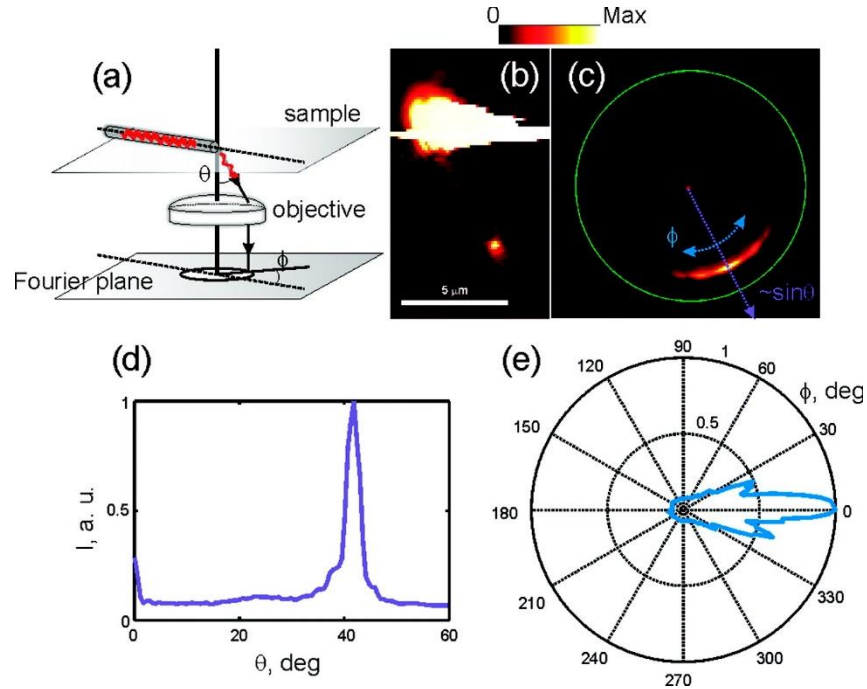 0 Max
(a)
sample
θ
objective
ϕ
Fourier plane
(b)
5 μm
(c)
ϕ
~sinθ
(d)
1
0.5
0
0 20 40 60
I, a. u.
θ, deg
(e)
90
1
120 60
ϕ, deg
0.5
150 30
180 0
210 330
240 300
270